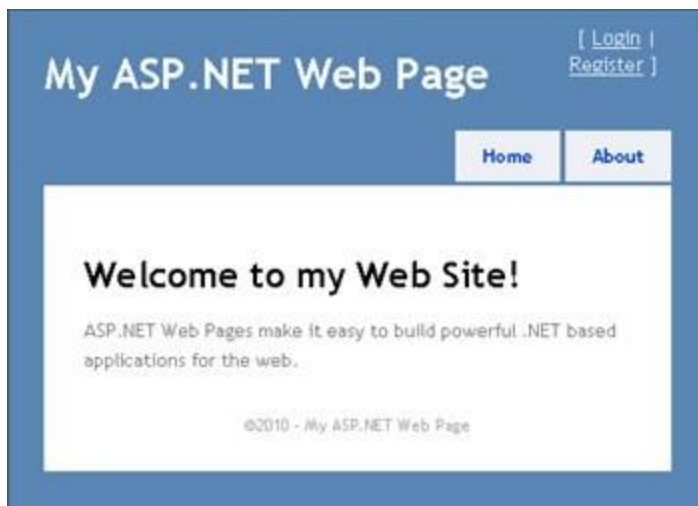 [ Login |
Register ]
My ASP.NET Web Page
Home About
Welcome to my Web Site!
ASP.NET Web Pages make it easy to build powerful .NET based
applications for the web.
©2010 - My ASP.NET Web Page